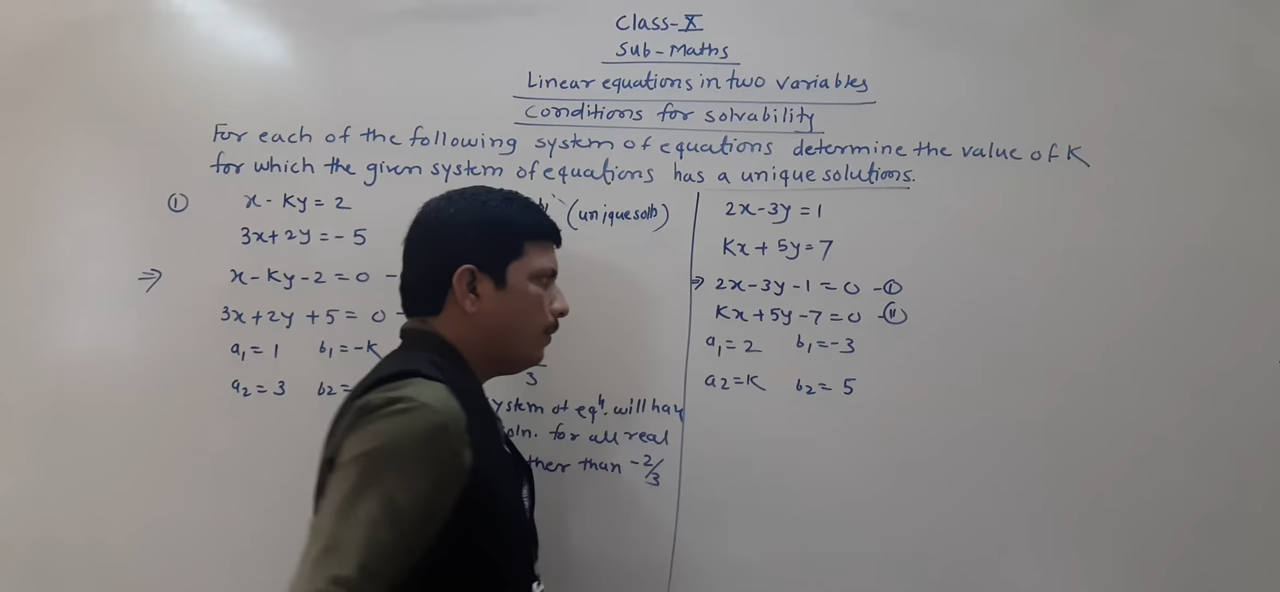 Class-X
Sub-Maths
Linear equations in two variables
Conditions for solvability
For each of the following system of equations determine the value of K
for which the given system of equations has a unique solutions.
① x - Ky = 2
3x + 2y = - 5
⇒ x - Ky - 2 = 0 -
3x + 2y + 5 = 0 -
a₁ = 1 b₁ = -K
a₂ = 3 b₂ =
(unique soln)
3
ystem of eqⁿ. will hav
oln. for all real
ther than -2/3
2x - 3y = 1
Kx + 5y = 7
⇒ 2x - 3y - 1 = 0 -①
Kx + 5y - 7 = 0 -⑪
a₁ = 2 b₁ = -3
a₂ = K b₂ = 5